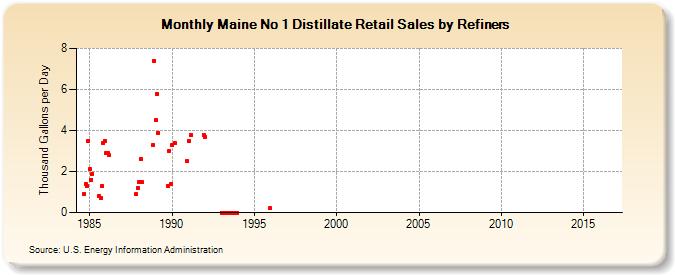 Monthly Maine No 1 Distillate Retail Sales by Refiners
Thousand Gallons per Day
8
6
4
2
0
1985 1990 1995 2000 2005 2010 2015
Source: U.S. Energy Information Administration